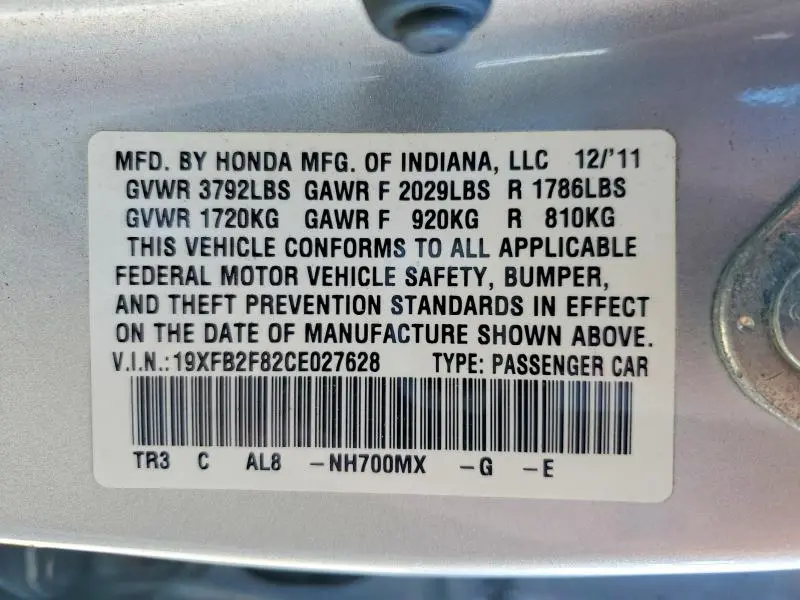 MFD. BY HONDA MFG. OF INDIANA, LLC 12/'11
GVWR 3792LBS GAWR F 2029LBS R 1786LBS
GVWR 1720KG GAWR F 920KG R 810KG
THIS VEHICLE CONFORMS TO ALL APPLICABLE
FEDERAL MOTOR VEHICLE SAFETY, BUMPER,
AND THEFT PREVENTION STANDARDS IN EFFECT
ON THE DATE OF MANUFACTURE SHOWN ABOVE.
V.I.N.:19XFB2F82CE027628 TYPE: PASSENGER CAR
TR3 C AL8 -NH700MX -G -E